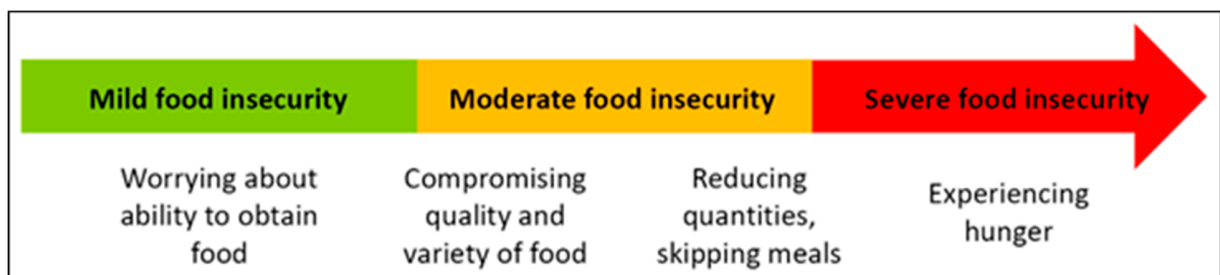 Mild food insecurity
Moderate food insecurity
Severe food insecurity
Worrying about
ability to obtain
food
Compromising
quality and
variety of food
Reducing
quantities,
skipping meals
Experiencing
hunger